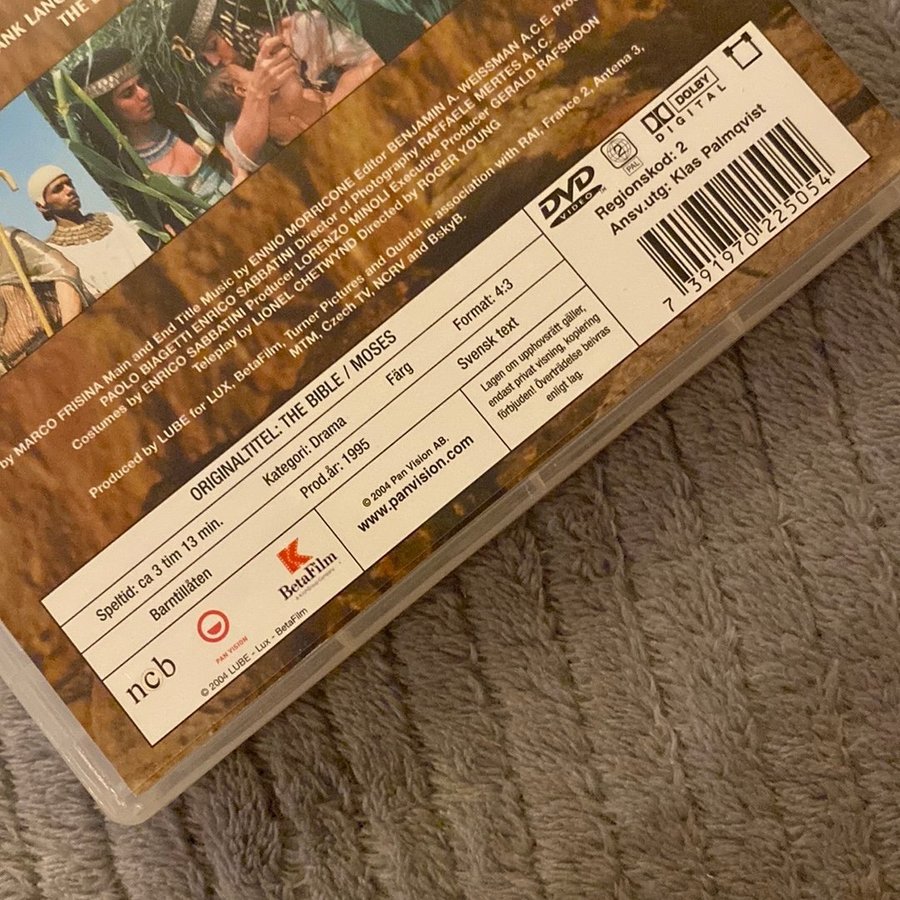 THE
by MARCO FRISINA Main and End Title Music by ENNIO MORRICONE Editor BENJAMIN A. WEISSMAN A.C.E.
PAOLO BIAGETTI ENRICO SABBATINI Director of Photography RAFFAELE MERTES A.I.C.
Costumes by ENRICO SABBATINI Producer LORENZO MINOLI Executive Producer GERALD RAFSHOON
Teleplay by LIONEL CHETWYND Directed by ROGER YOUNG
Produced by LUBE for LUX, BetaFilm, Turner Pictures and Quinta in association with RAI, France 2, Antena 3,
MTM, Czech TV, NCRV and BskyB.
ORIGINALTITEL: THE BIBLE / MOSES
Speltid: ca 3 tim 13 min.
Kategori: Drama
Färg
Format: 4:3
Barntillåten
Prod.år: 1995
Svensk text
ncb
PAN VISION
BetaFilm
© 2004 LUBE - Lux - BetaFilm
© 2004 Pan Vision AB.
www.panvision.com
Lagen om upphovsrätt gäller,
endast privat visning, kopiering
förbjuden! Överträdelse beivras
enligt lag.
DVD
VIDEO
2
PAL
DOLBY
DIGITAL
Regionskod: 2
Ansv.utg: Klas Palmqvist
7 391970 225054